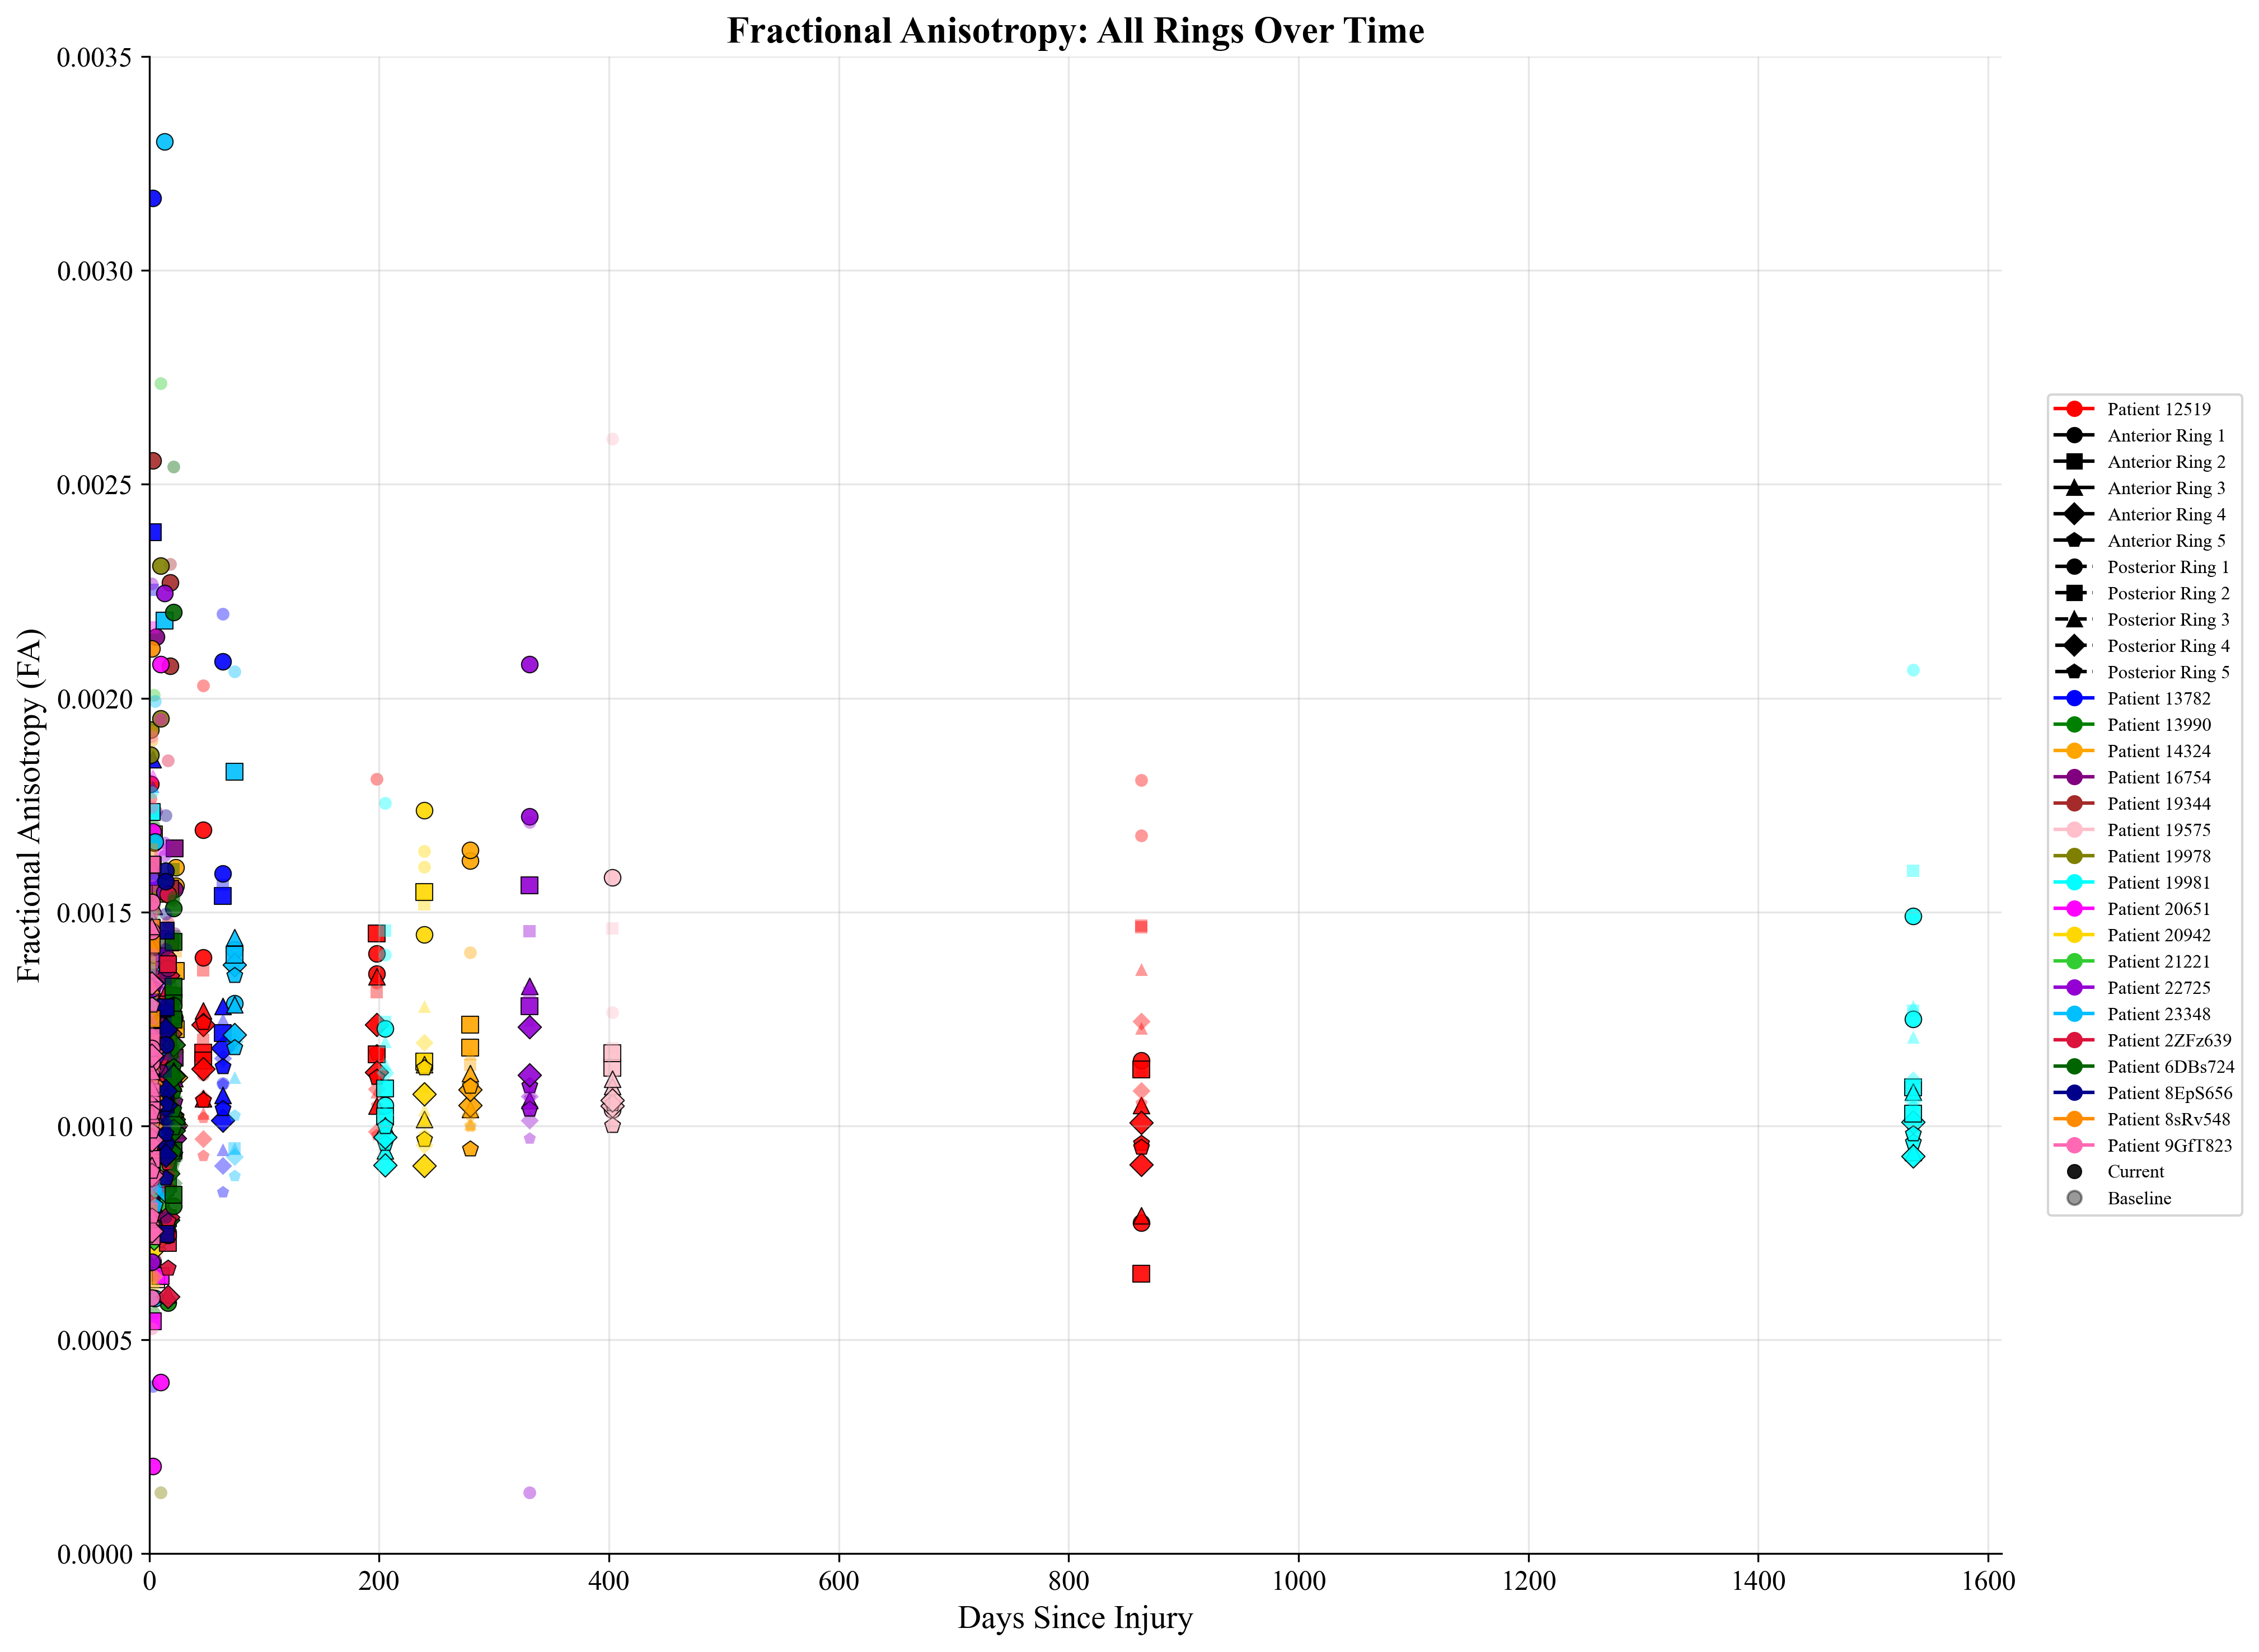 Fractional Anisotropy: All Rings Over Time
Fractional Anisotropy (FA)
0.0035
0.0030
0.0025
0.0020
0.0015
0.0010
0.0005
0.0000
0
200
400
600
800
1000
1200
1400
1600
Days Since Injury
Patient 12519
Anterior Ring 1
Anterior Ring 2
Anterior Ring 3
Anterior Ring 4
Anterior Ring 5
Posterior Ring 1
Posterior Ring 2
Posterior Ring 3
Posterior Ring 4
Posterior Ring 5
Patient 13782
Patient 13990
Patient 14324
Patient 16754
Patient 19344
Patient 19575
Patient 19978
Patient 19981
Patient 20651
Patient 20942
Patient 21221
Patient 22725
Patient 23348
Patient 2ZFz639
Patient 6DBs724
Patient 8EpS656
Patient 8sRv548
Patient 9GfT823
Current
Baseline